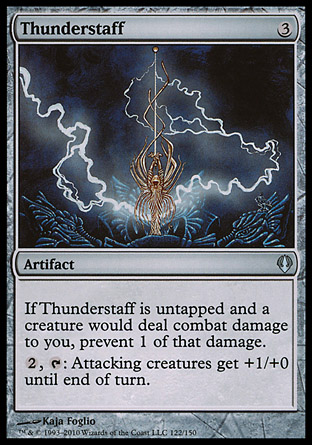 Thunderstaff 3
Artifact
If Thunderstaff is untapped and a
creature would deal combat damage
to you, prevent 1 of that damage.
2, : Attacking creatures get +1/+0
until end of turn.
Kaja Foglio
™ & © 1993-2010 Wizards of the Coast LLC 122/150